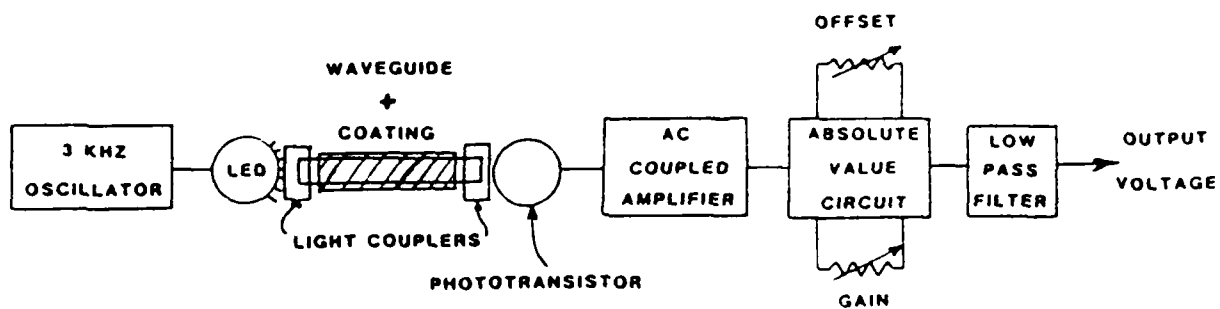 OFFSET
WAVEGUIDE
+
COATING
3 KHZ
OSCILLATOR
LED
AC
COUPLED
AMPLIFIER
ABSOLUTE
VALUE
CIRCUIT
LOW
PASS
FILTER
OUTPUT
VOLTAGE
LIGHT COUPLERS
PHOTOTRANSISTOR
GAIN